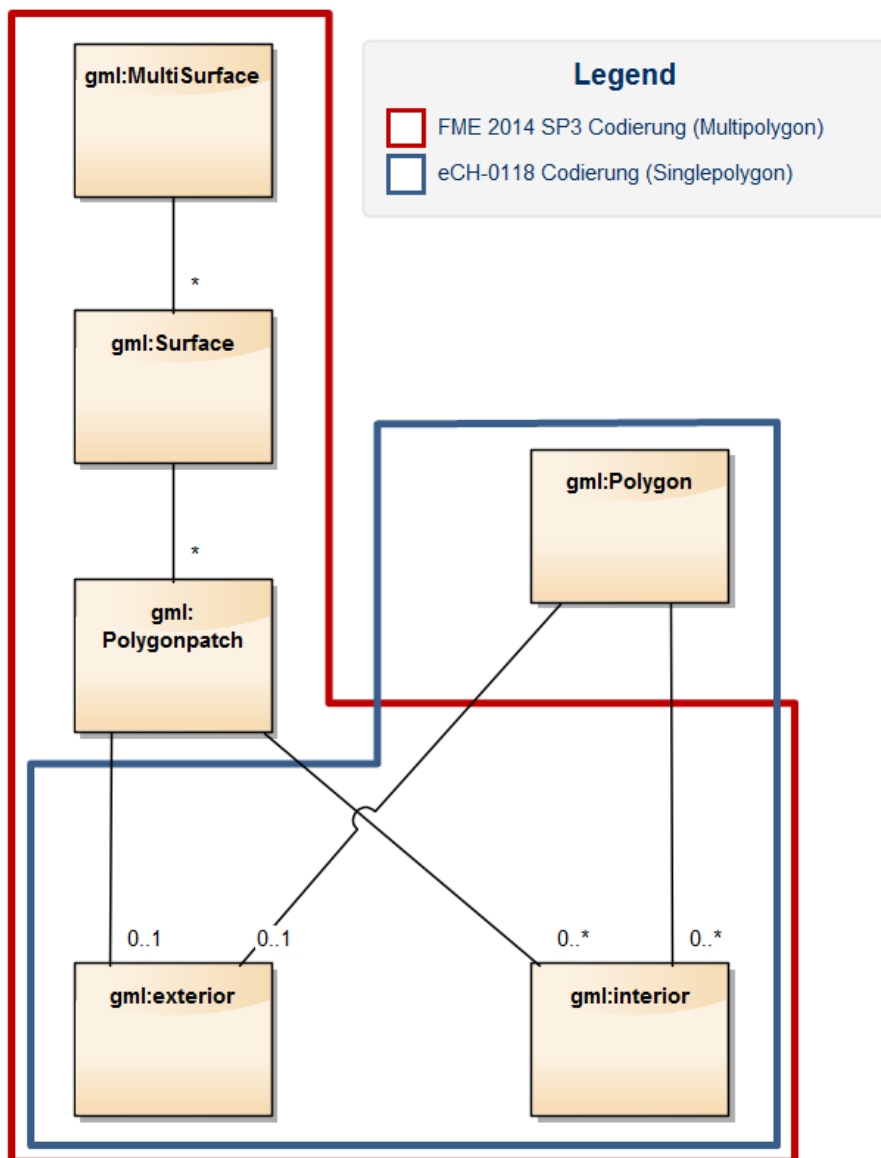 gml:MultiSurface
Legend
FME 2014 SP3 Codierung (Multipolygon)
eCH-0118 Codierung (Singlepolygon)
*
gml:Surface
gml:Polygon
*
gml:
Polygonpatch
0..1
0..1
0..*
0..*
gml:exterior
gml:interior